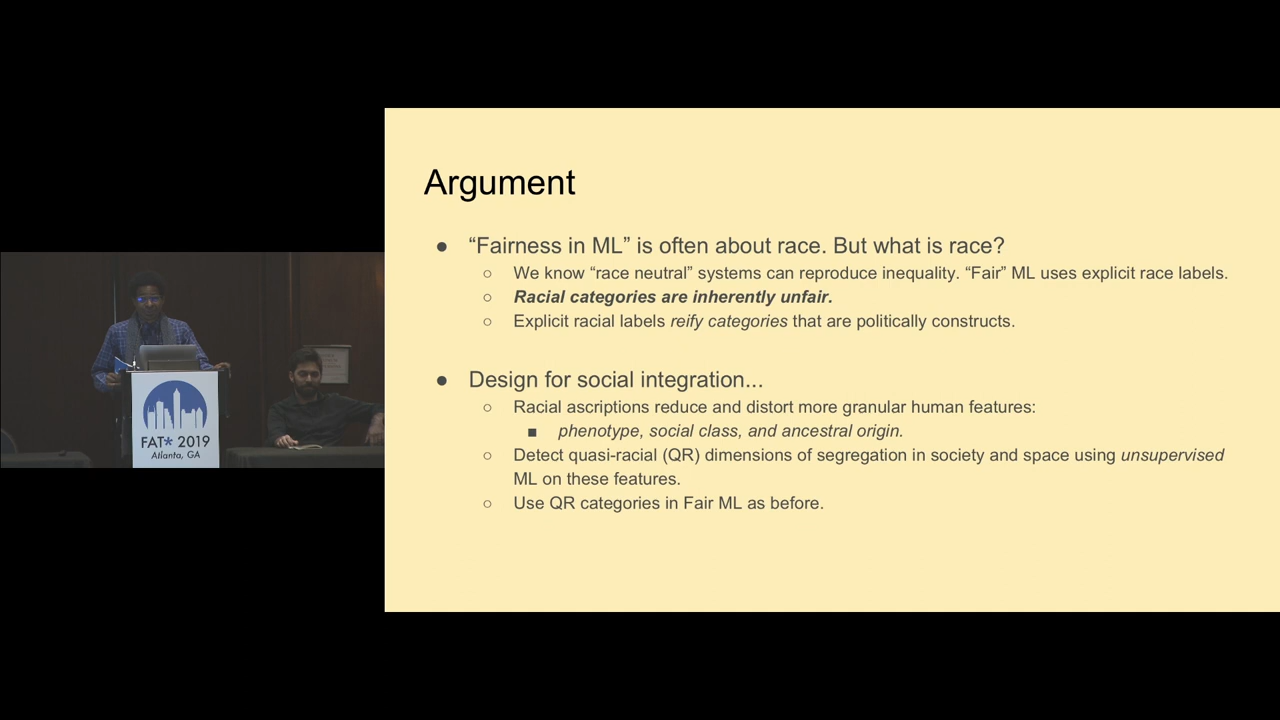 Argument
● “Fairness in ML” is often about race. But what is race?
○ We know “race neutral” systems can reproduce inequality. “Fair” ML uses explicit race labels.
○ Racial categories are inherently unfair.
○ Explicit racial labels reify categories that are politically constructs.
● Design for social integration...
○ Racial ascriptions reduce and distort more granular human features:
■ phenotype, social class, and ancestral origin.
○ Detect quasi-racial (QR) dimensions of segregation in society and space using unsupervised
ML on these features.
○ Use QR categories in Fair ML as before.
FAT* 2019
Atlanta, GA